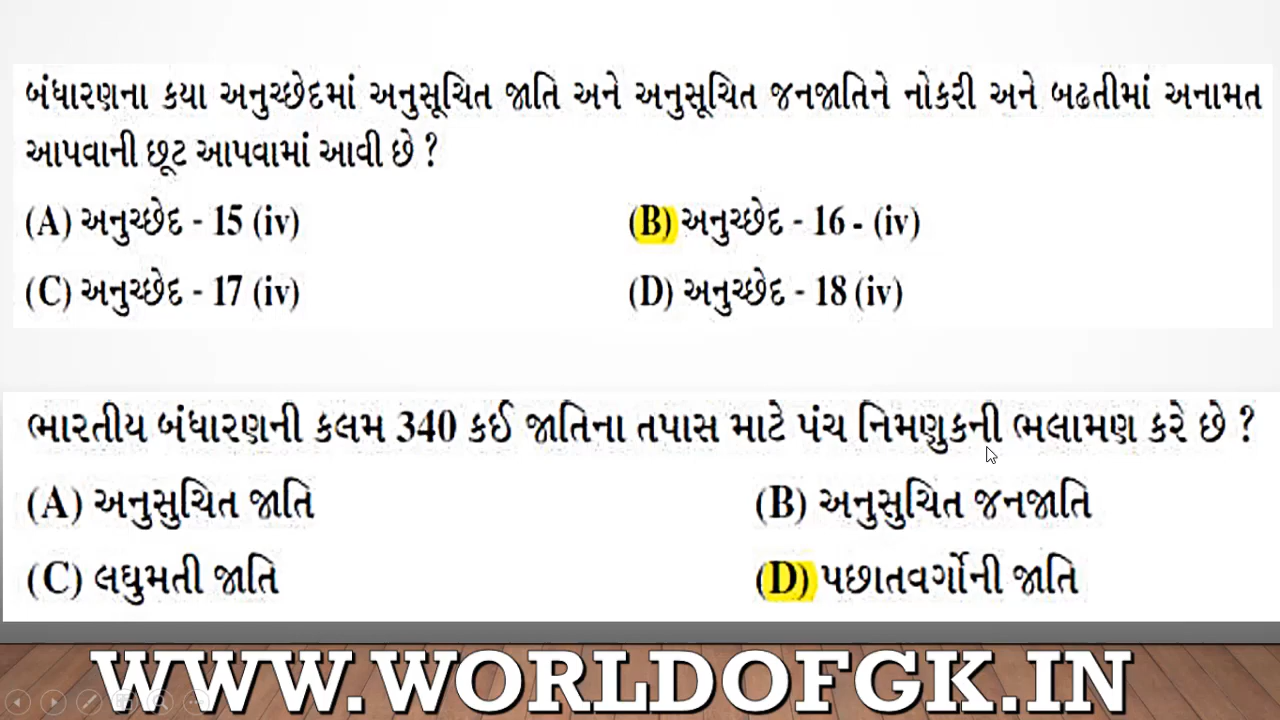 બંધારણના કયા અનુચ્છેદમાં અનુસૂચિત જાતિ અને અનુસૂચિત જનજાતિને નોકરી અને બઢતીમાં અનામત
આપવાની છૂટ આપવામાં આવી છે ?
(A) અનુચ્છેદ - 15 (iv) (B) અનુચ્છેદ - 16 - (iv)
(C) અનુચ્છેદ - 17 (iv) (D) અનુચ્છેદ - 18 (iv)
ભારતીય બંધારણની કલમ 340 કઈ જાતિના તપાસ માટે પંચ નિમણુકની ભલામણ કરે છે ?
(A) અનુસુચિત જાતિ (B) અનુસુચિત જનજાતિ
(C) લઘુમતી જાતિ (D) પછાતવર્ગોની જાતિ
WWW.WORLDOFGK.IN